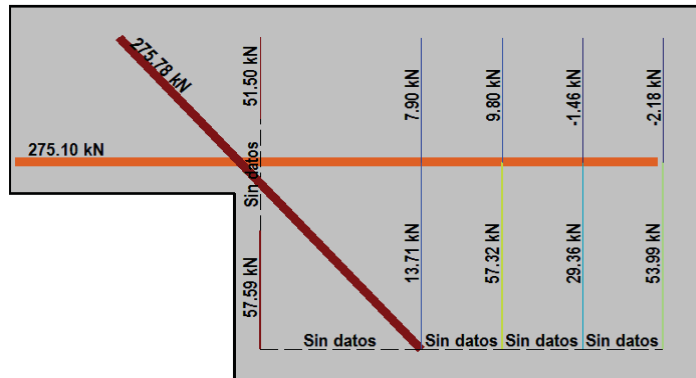 275.78 kN
51.50 kN
7.90 kN
9.80 kN
-1.46 kN
-2.18 kN
275.10 kN
Sin datos
57.59 kN
13.71 kN
57.32 kN
29.36 kN
53.99 kN
Sin datos
Sin datos
Sin datos
Sin datos